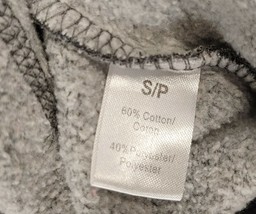 S/P
60% Cotton/
Coton
40% Polyester/
Polyester